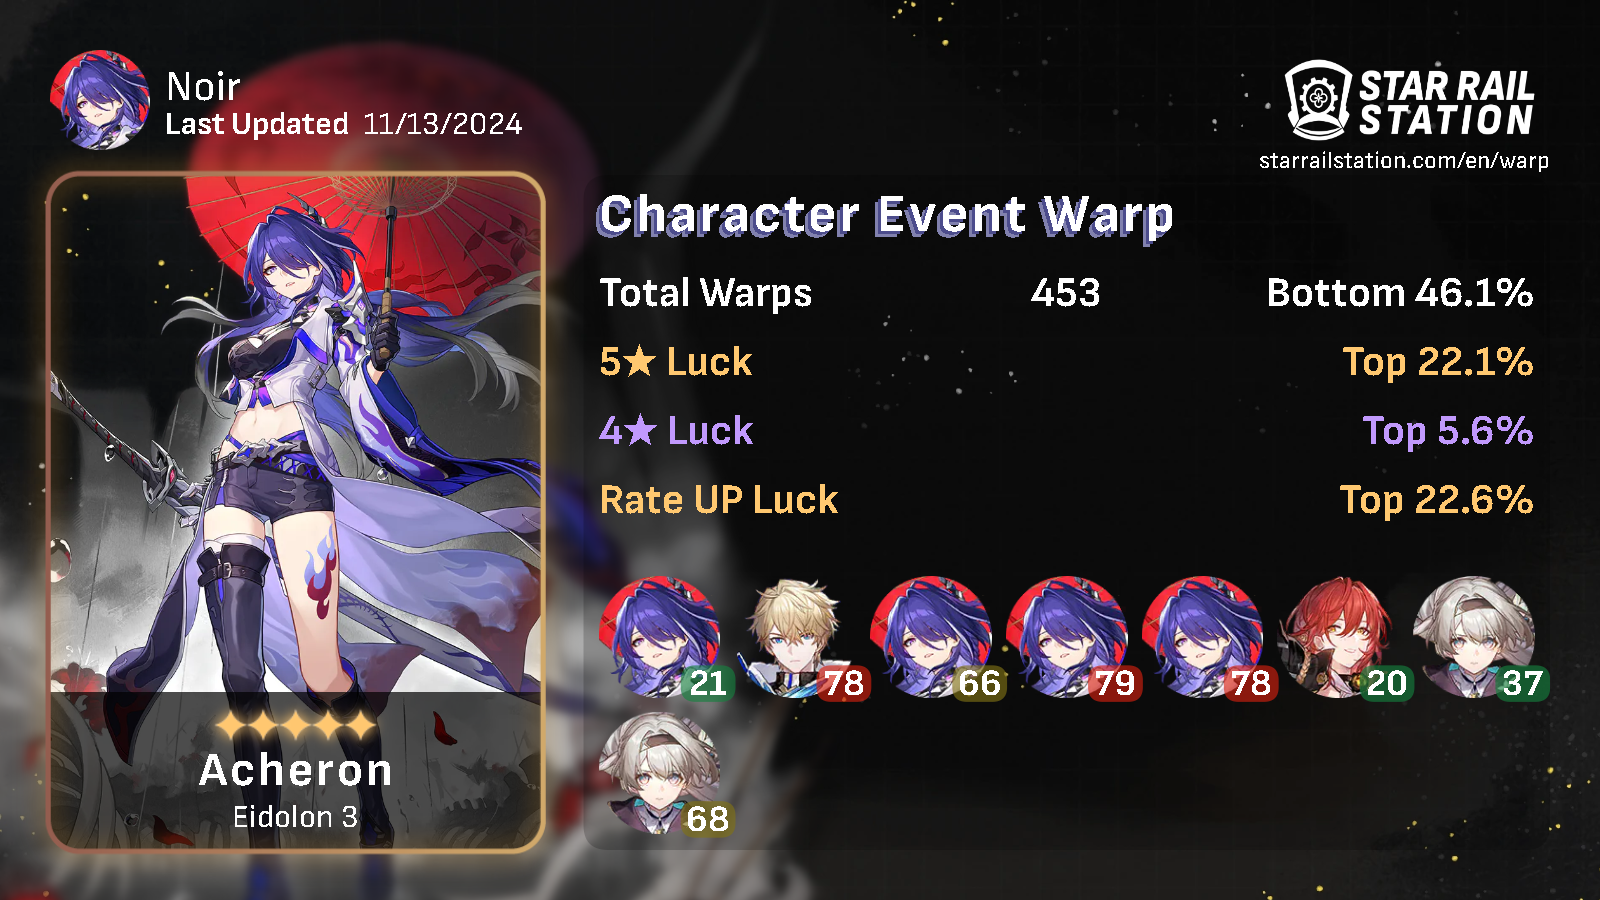 Noir
Last Updated 11/13/2024
STAR RAIL
STATION
starrailstation.com/en/warp
Character Event Warp
Total Warps 453 Bottom 46.1%
5★ Luck Top 22.1%
4★ Luck Top 5.6%
Rate UP Luck Top 22.6%
21 78 66 79 78 20 37
68
Acheron
Eidolon 3